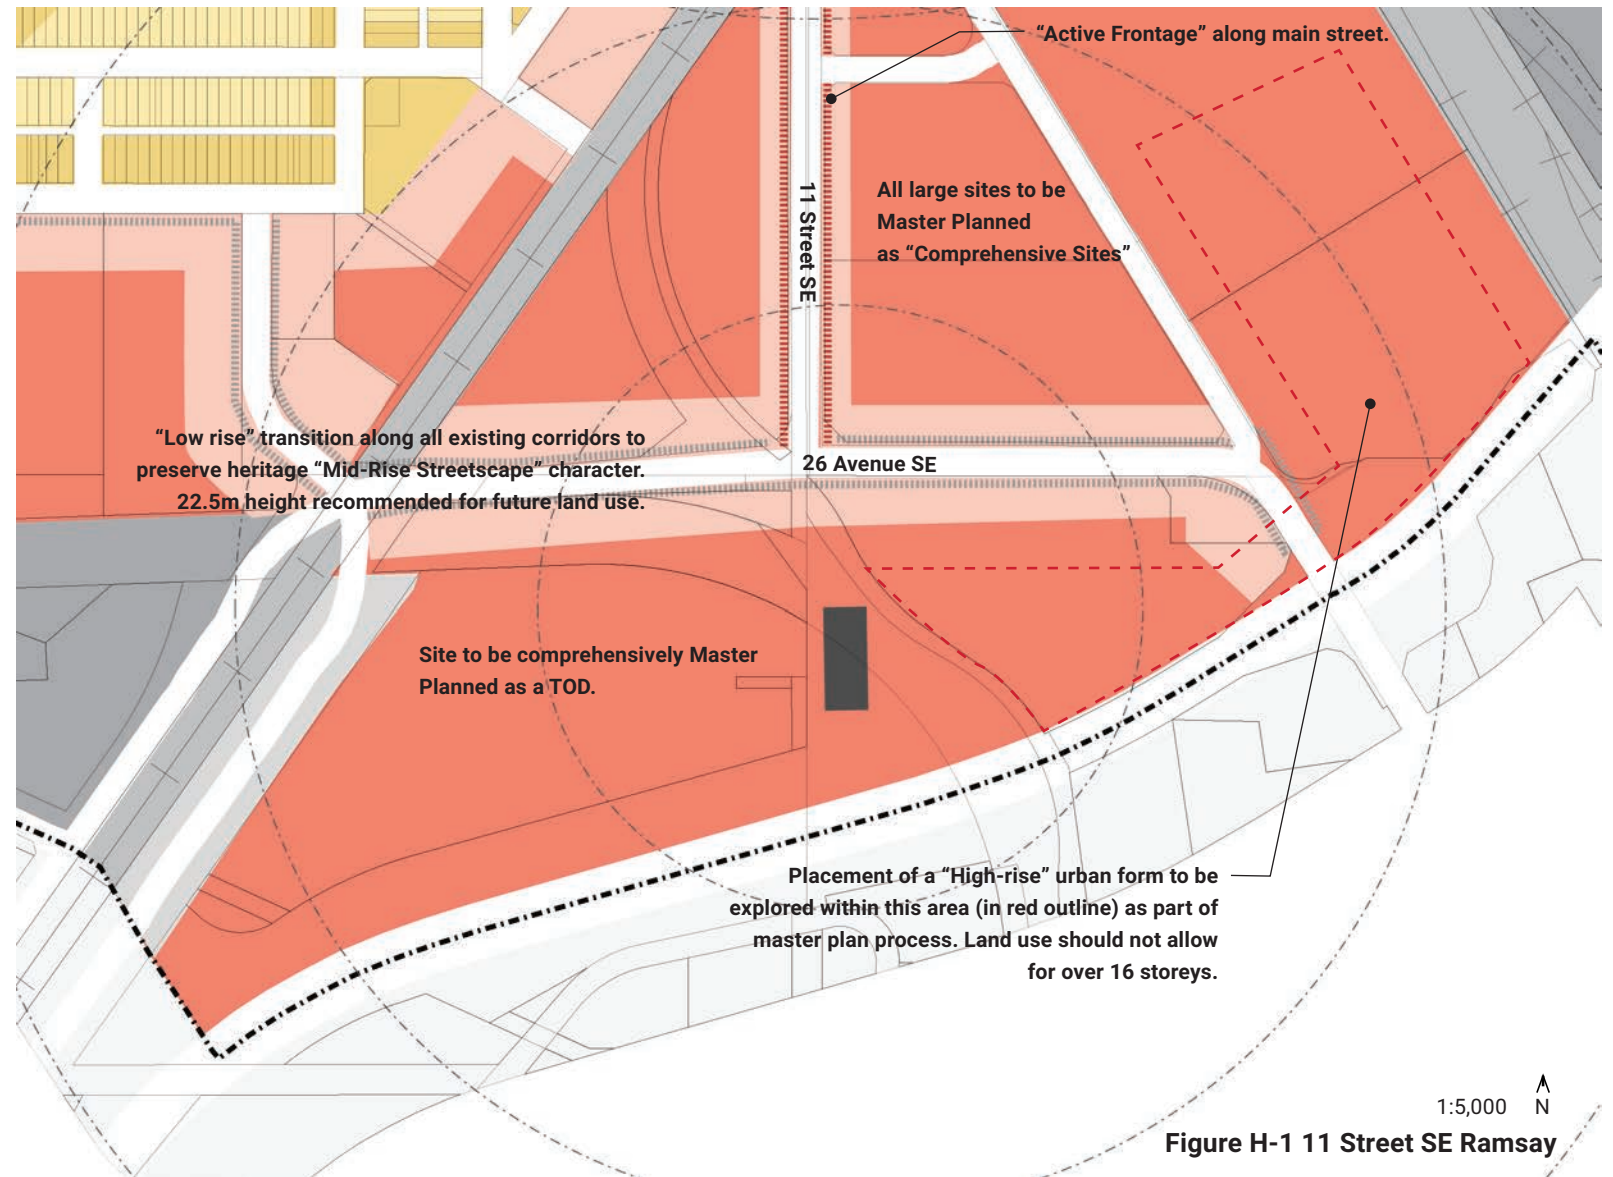 “Active Frontage” along main street.
All large sites to be
Master Planned
as “Comprehensive Sites”
11 Street SE
“Low rise” transition along all existing corridors to
preserve heritage “Mid-Rise Streetscape” character.
22.5m height recommended for future land use.
26 Avenue SE
Site to be comprehensively Master
Planned as a TOD.
Placement of a “High-rise” urban form to be
explored within this area (in red outline) as part of
master plan process. Land use should not allow
for over 16 storeys.
1:5,000 N
Figure H-1 11 Street SE Ramsay